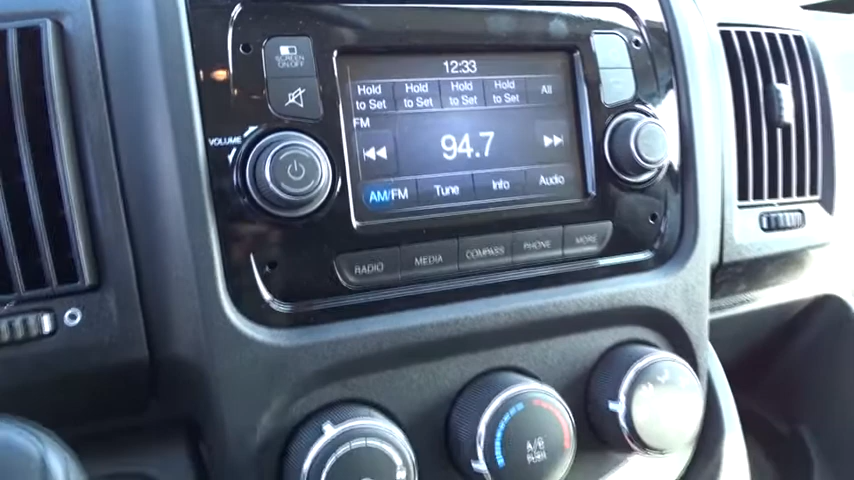 SCREEN
ON·OFF
12:33
Hold to Set
Hold to Set
Hold to Set
Hold to Set
All
FM
94.7
VOLUME
AM/FM
Tune
Info
Audio
RADIO
MEDIA
COMPASS
PHONE
MORE
A/C
PUSH